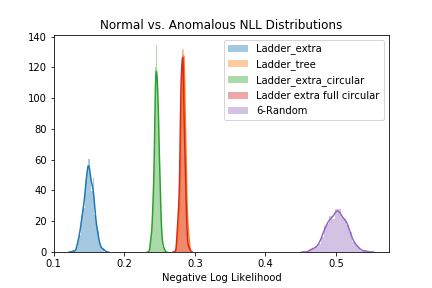 Normal vs. Anomalous NLL Distributions
140
120
100
80
60
40
20
0
Ladder_extra
Ladder_tree
Ladder_extra_circular
Ladder extra full circular
6-Random
0.1 0.2 0.3 0.4 0.5
Negative Log Likelihood